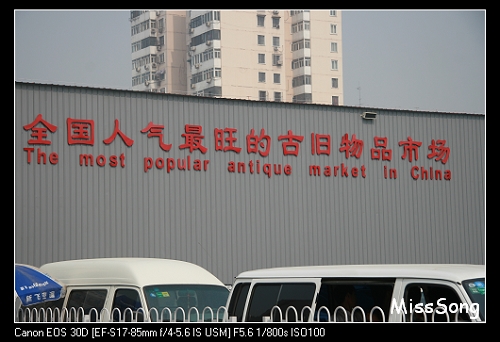 全国人气最旺的古旧物品市场
The most popular antique market in China
MissSong
Canon EOS 30D [EF-S17-85mm f/4-5.6 IS USM] F5.6 1/800s ISO100